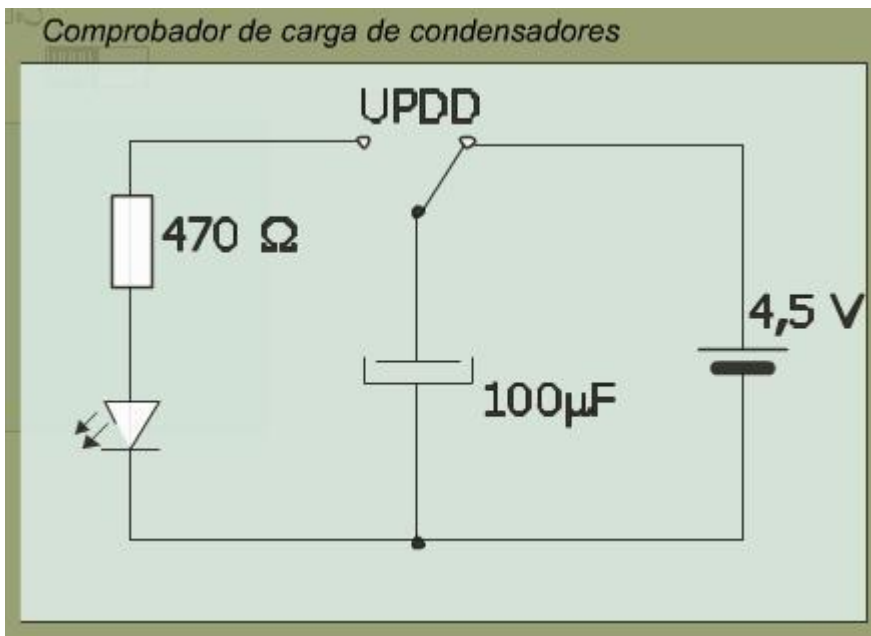 Comprobador de carga de condensadores
UPDD
470 Ω
4,5 V
100µF